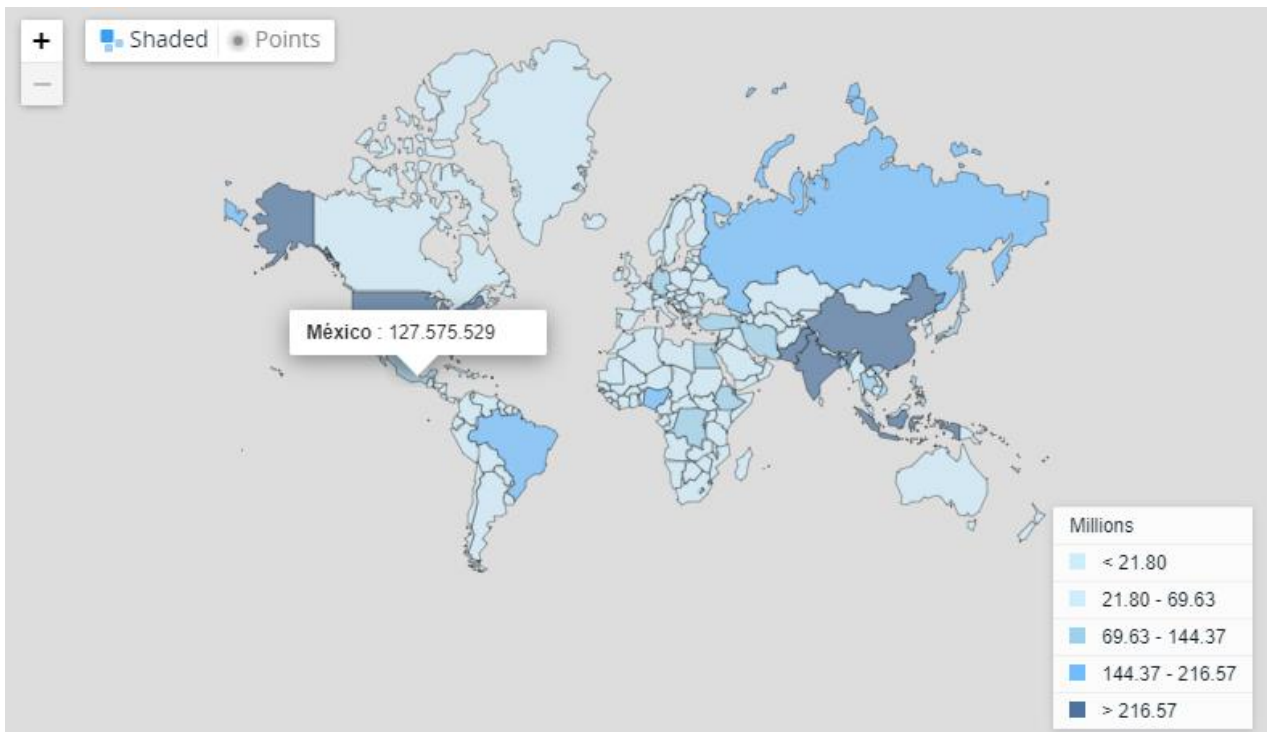 +
Shaded Points
−
México : 127.575.529
Millions
< 21.80
21.80 - 69.63
69.63 - 144.37
144.37 - 216.57
> 216.57